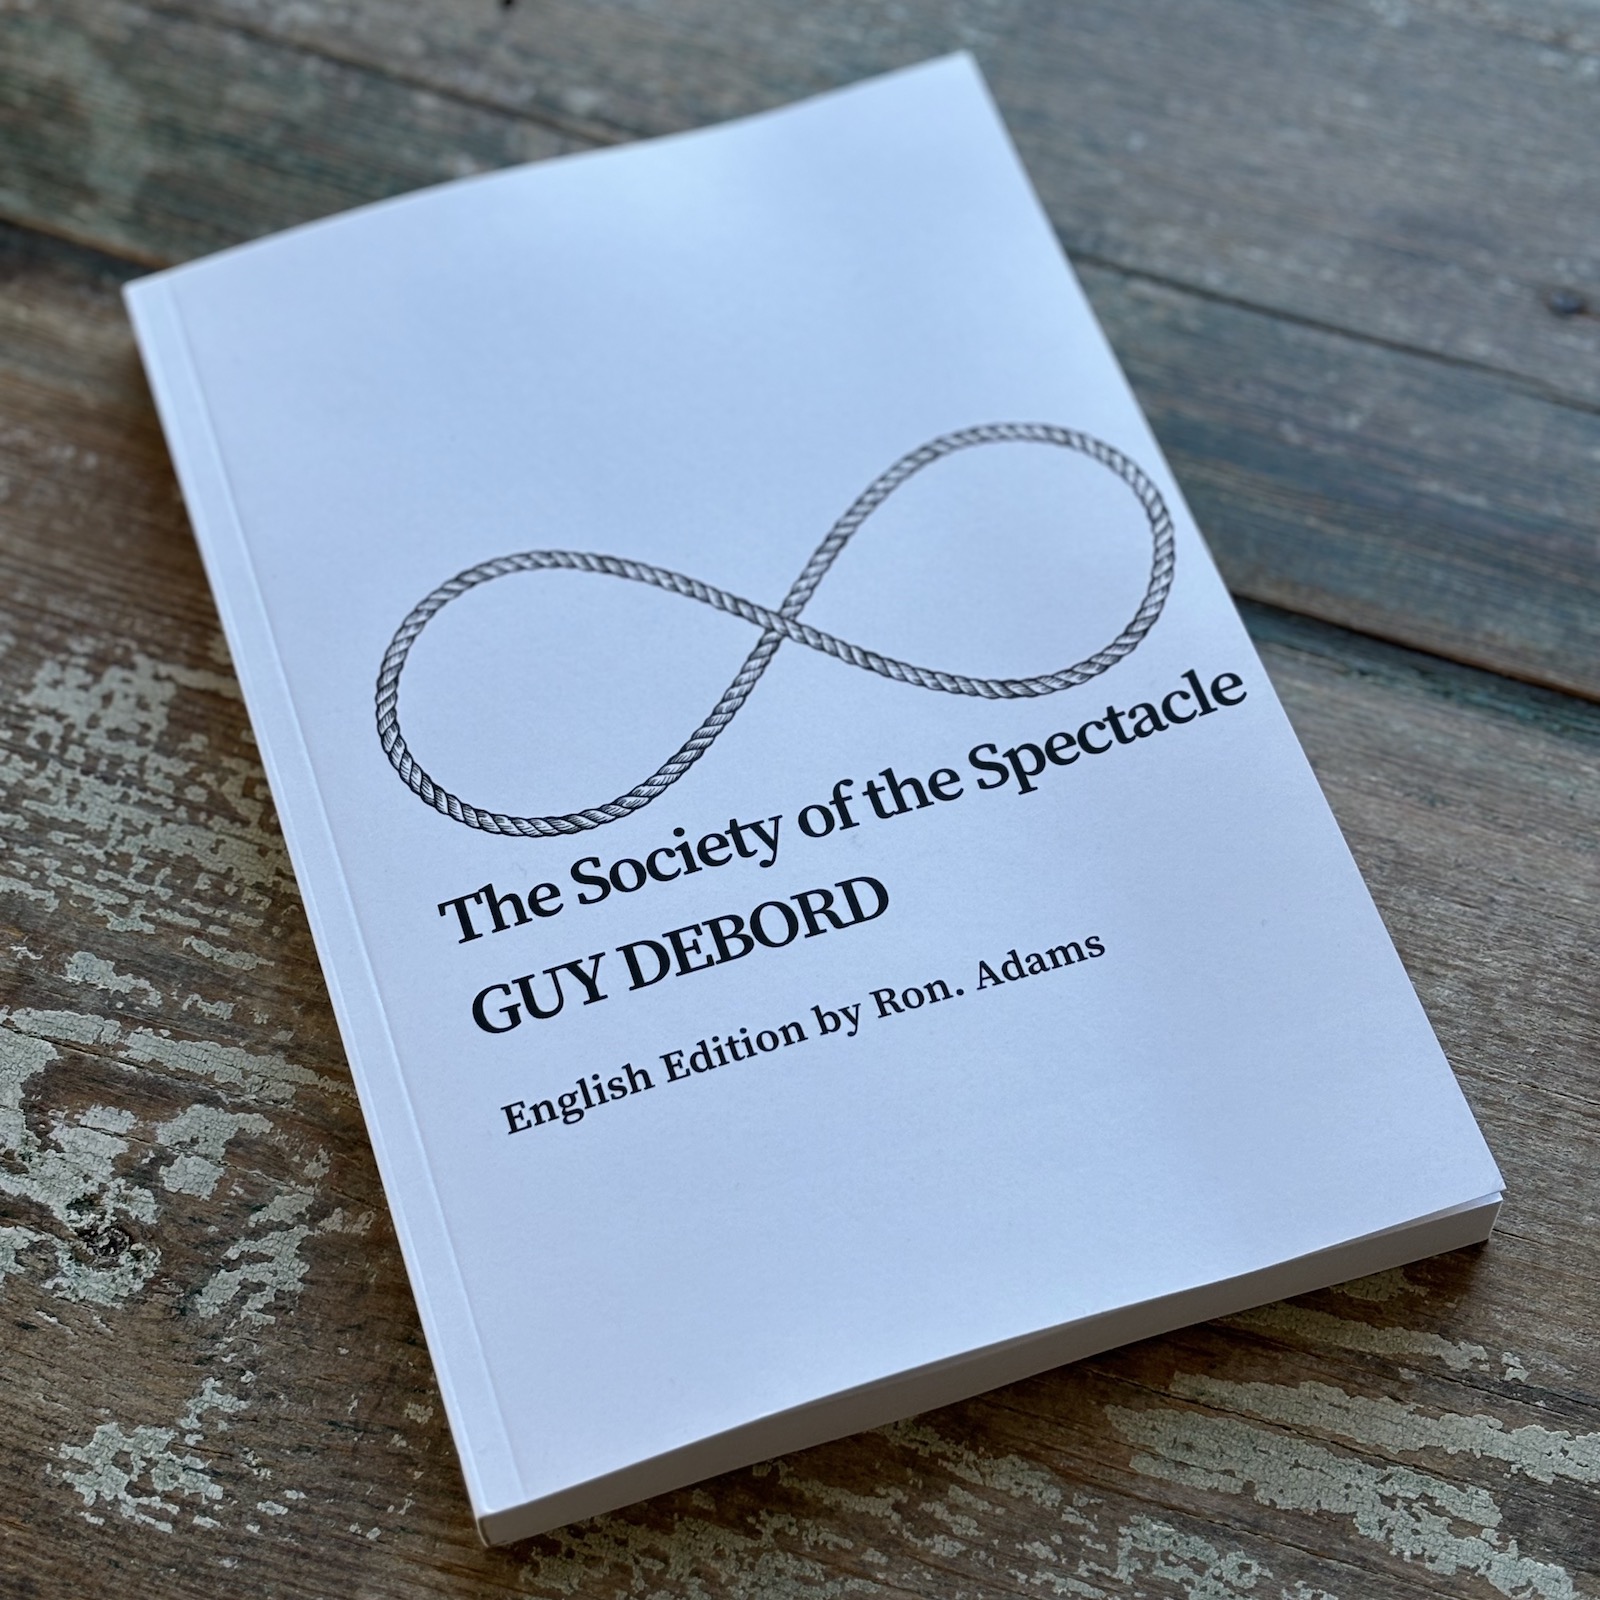 The Society of the Spectacle
GUY DEBORD
English Edition by Ron. Adams